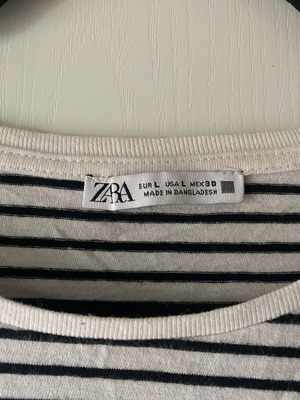 ZARA
EUR L USA L MEX 30
MADE IN BANGLADESH